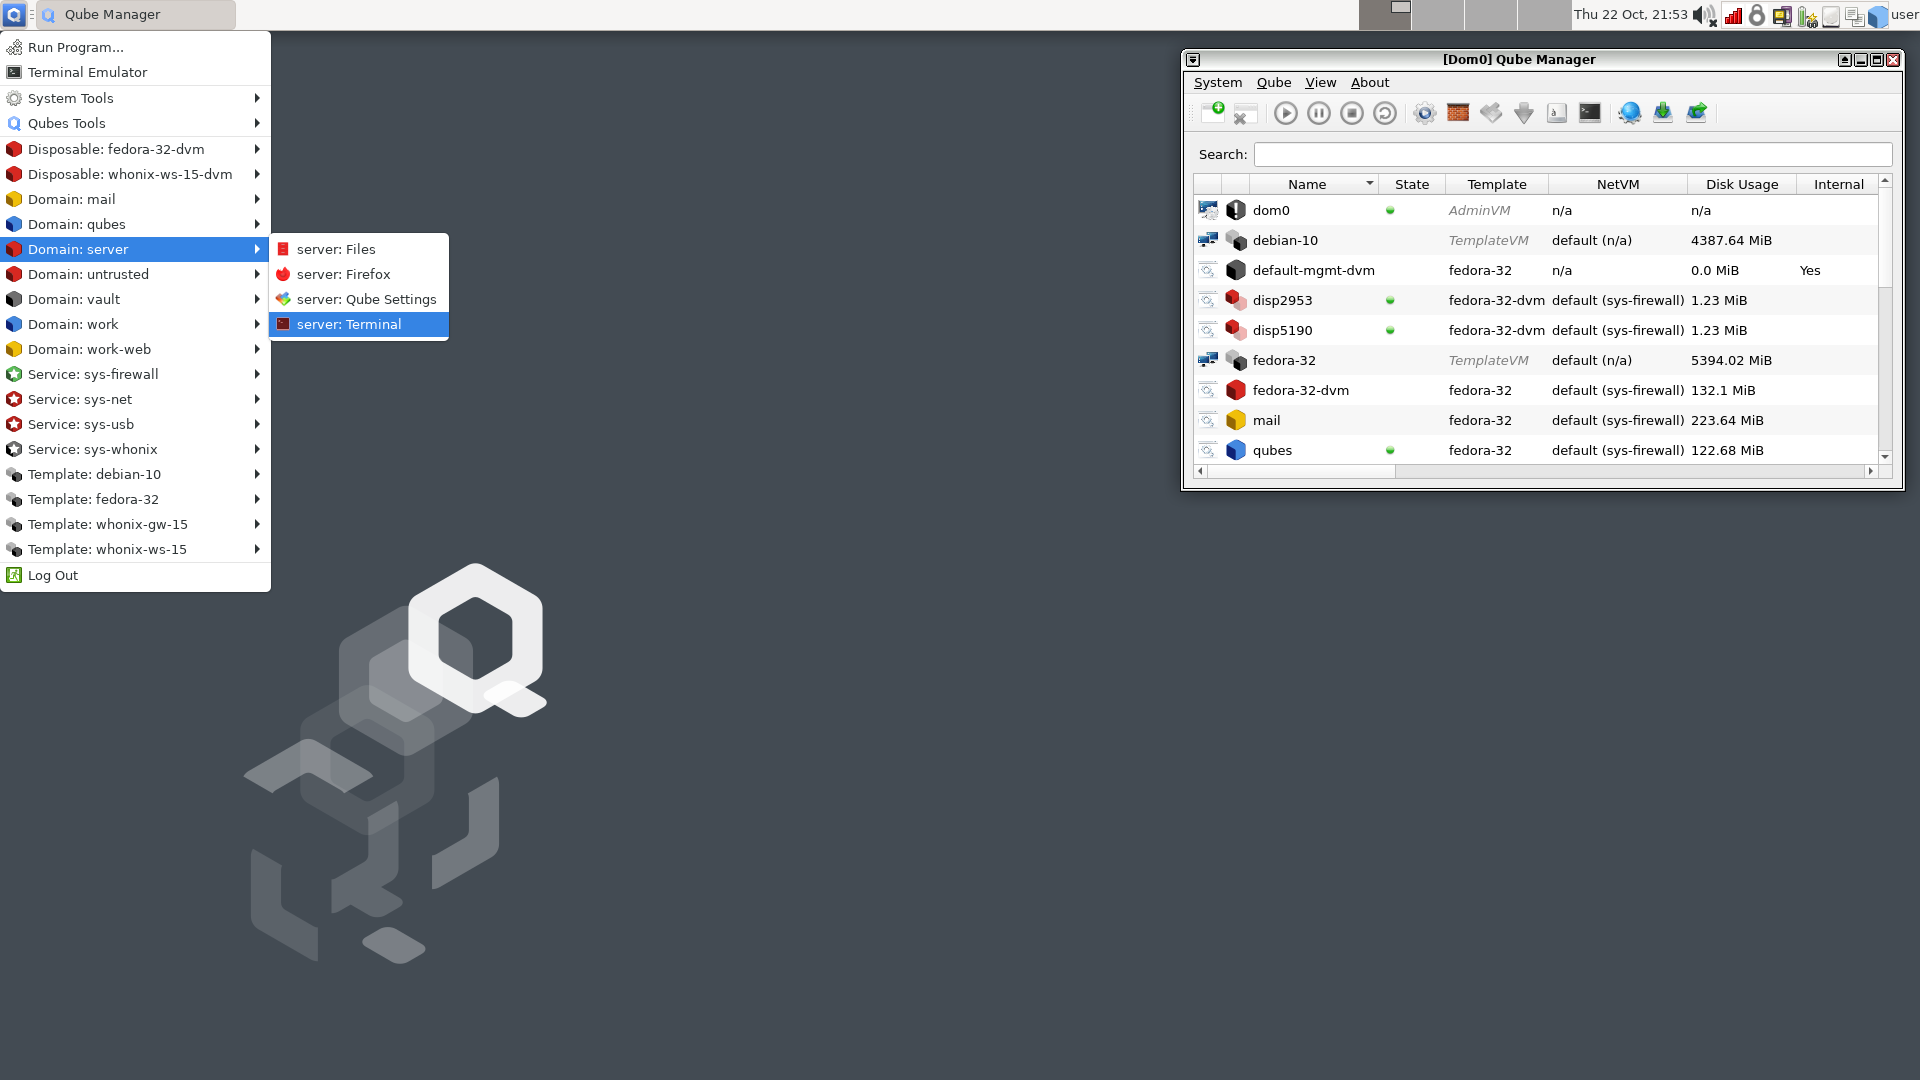 Qube Manager
Thu 22 Oct, 21:53
user
Run Program...
Terminal Emulator
System Tools
Qubes Tools
Disposable: fedora-32-dvm
Disposable: whonix-ws-15-dvm
Domain: mail
Domain: qubes
Domain: server
Domain: untrusted
Domain: vault
Domain: work
Domain: work-web
Service: sys-firewall
Service: sys-net
Service: sys-usb
Service: sys-whonix
Template: debian-10
Template: fedora-32
Template: whonix-gw-15
Template: whonix-ws-15
Log Out
server: Files
server: Firefox
server: Qube Settings
server: Terminal
[Dom0] Qube Manager
System Qube View About
Search:
Name State Template NetVM Disk Usage Internal
dom0 AdminVM n/a n/a
debian-10 TemplateVM default (n/a) 4387.64 MiB
default-mgmt-dvm fedora-32 n/a 0.0 MiB Yes
disp2953 fedora-32-dvm default (sys-firewall) 1.23 MiB
disp5190 fedora-32-dvm default (sys-firewall) 1.23 MiB
fedora-32 TemplateVM default (n/a) 5394.02 MiB
fedora-32-dvm fedora-32 default (sys-firewall) 132.1 MiB
mail fedora-32 default (sys-firewall) 223.64 MiB
qubes fedora-32 default (sys-firewall) 122.68 MiB